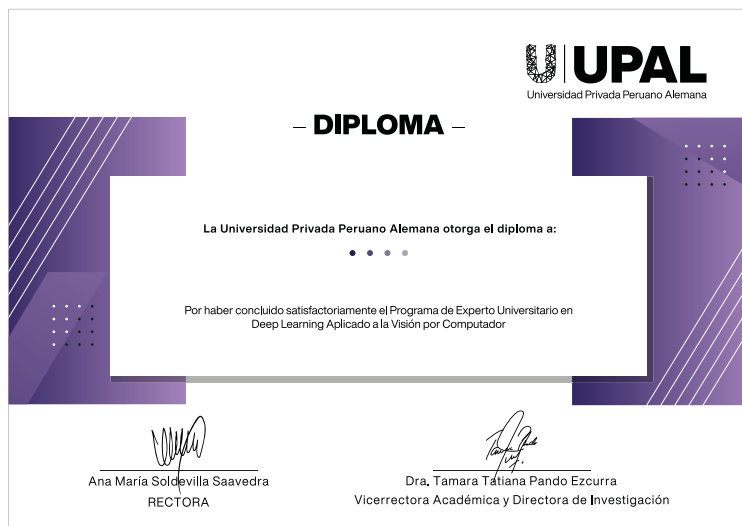 UPAL
Universidad Privada Peruano Alemana
– DIPLOMA –
La Universidad Privada Peruano Alemana otorga el diploma a:
Por haber concluido satisfactoriamente el Programa de Experto Universitario en
Deep Learning Aplicado a la Visión por Computador
Ana María Soldevilla Saavedra
RECTORA
Dra. Tamara Tatiana Pando Ezcurra
Vicerrectora Académica y Directora de Investigación